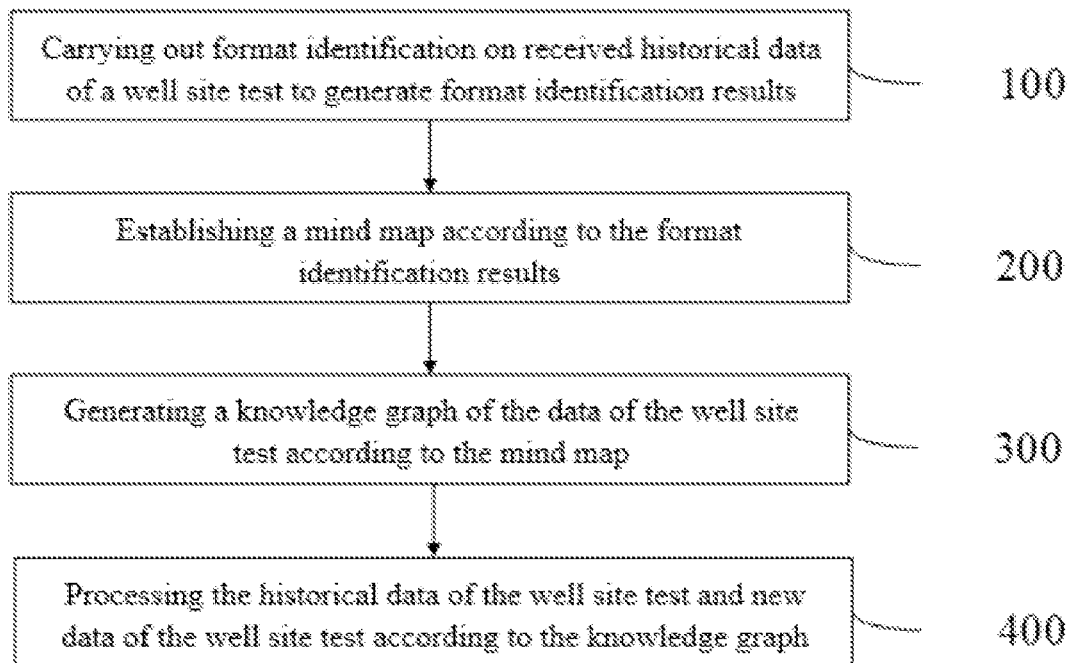 Carrying out format identification on received historical data
of a well site test to generate format identification results
100
Establishing a mind map according to the format
identification results
200
Generating a knowledge graph of the data of the well site
test according to the mind map
300
Processing the historical data of the well site test and new
data of the well site test according to the knowledge graph
400